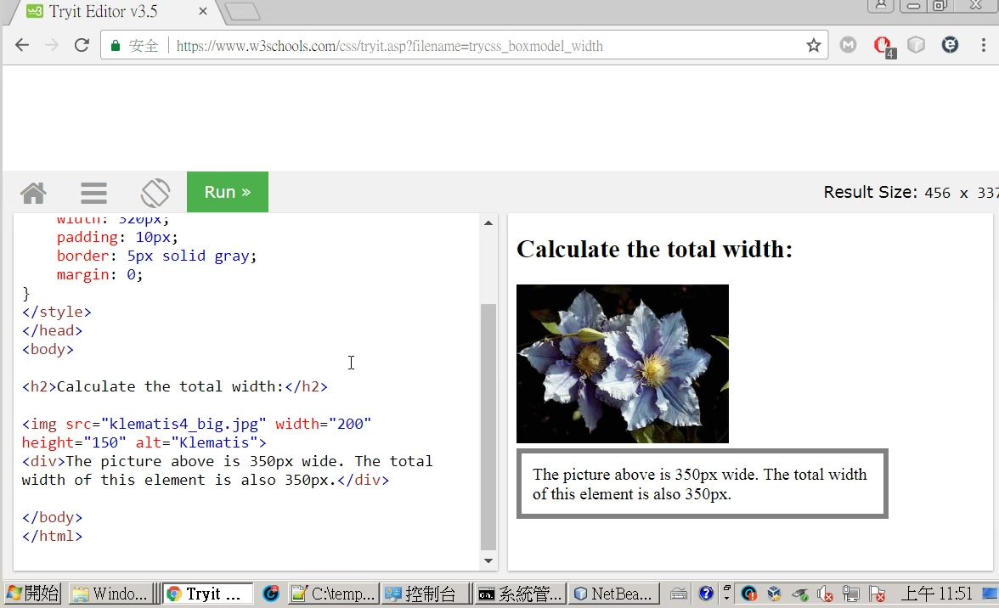 Tryit Editor v3.5
安全 https://www.w3schools.com/css/tryit.asp?filename=trycss_boxmodel_width
4
Run »
Result Size: 456 x 337
width: 320px;
padding: 10px;
border: 5px solid gray;
margin: 0;
}
</style>
</head>
<body>
<h2>Calculate the total width:</h2>
<img src="klematis4_big.jpg" width="200"
height="150" alt="Klematis">
<div>The picture above is 350px wide. The total
width of this element is also 350px.</div>
</body>
</html>
Calculate the total width:
The picture above is 350px wide. The total width
of this element is also 350px.
開始 Windo... Tryit ... C:\temp... 控制台 系統管... NetBea... 上午 11:51